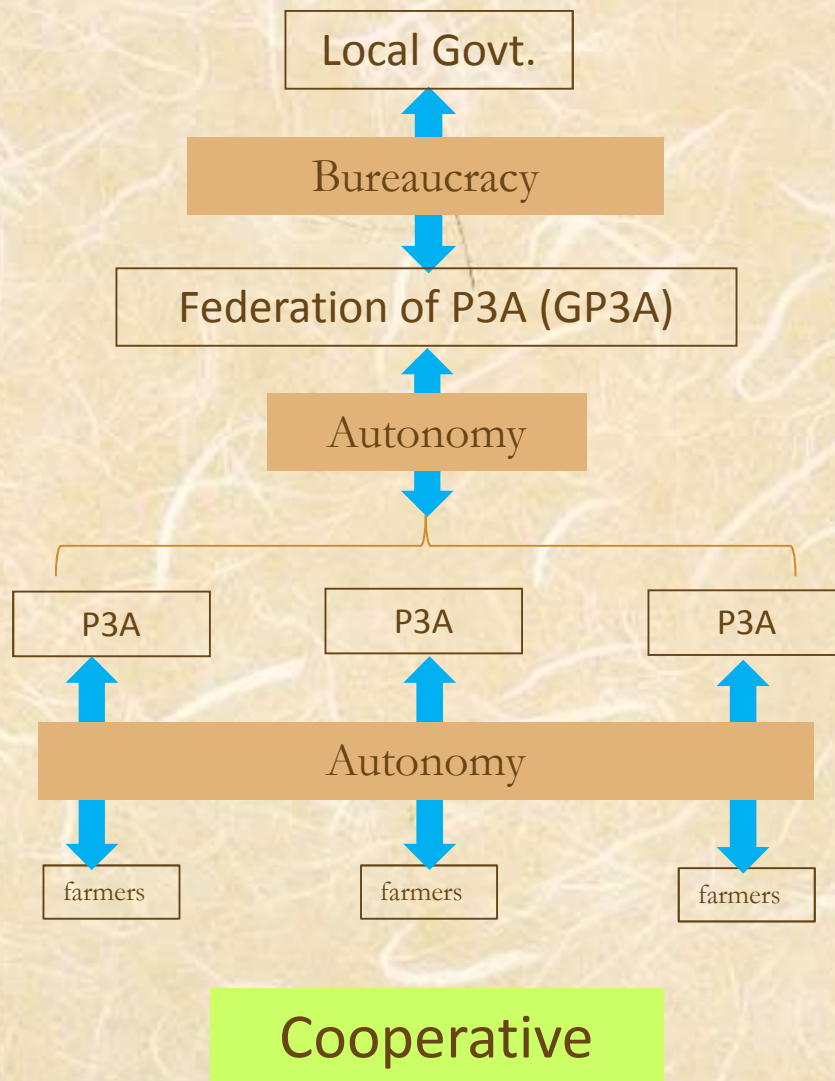 Local Govt.
Bureaucracy
Federation of P3A (GP3A)
Autonomy
P3A
P3A
P3A
Autonomy
farmers
farmers
farmers
Cooperative